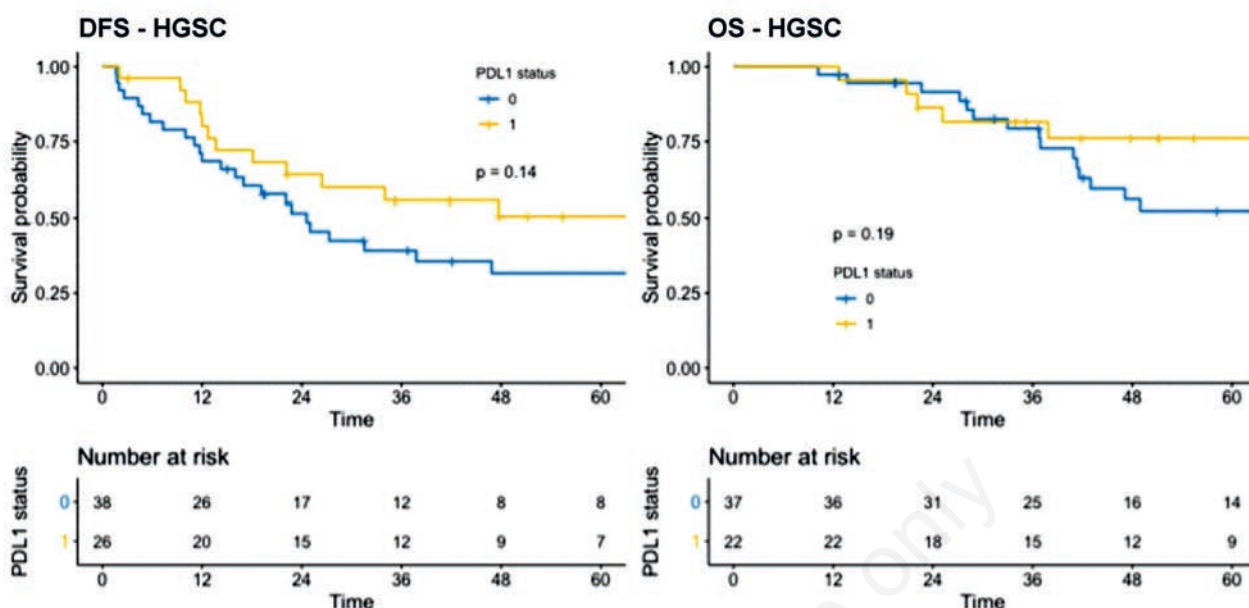 DFS - HGSC
1.00
0.75
0.50
0.25
0.00
Survival probability
PDL1 status
0
1
p = 0.14
0 12 24 36 48 60
Time
Number at risk
PDL1 status
0 38 26 17 12 8 8
1 26 20 15 12 9 7
0 12 24 36 48 60
Time
OS - HGSC
1.00
0.75
0.50
0.25
0.00
Survival probability
p = 0.19
PDL1 status
0
1
0 12 24 36 48 60
Time
Number at risk
PDL1 status
0 37 36 31 25 16 14
1 22 22 18 15 12 9
0 12 24 36 48 60
Time
only